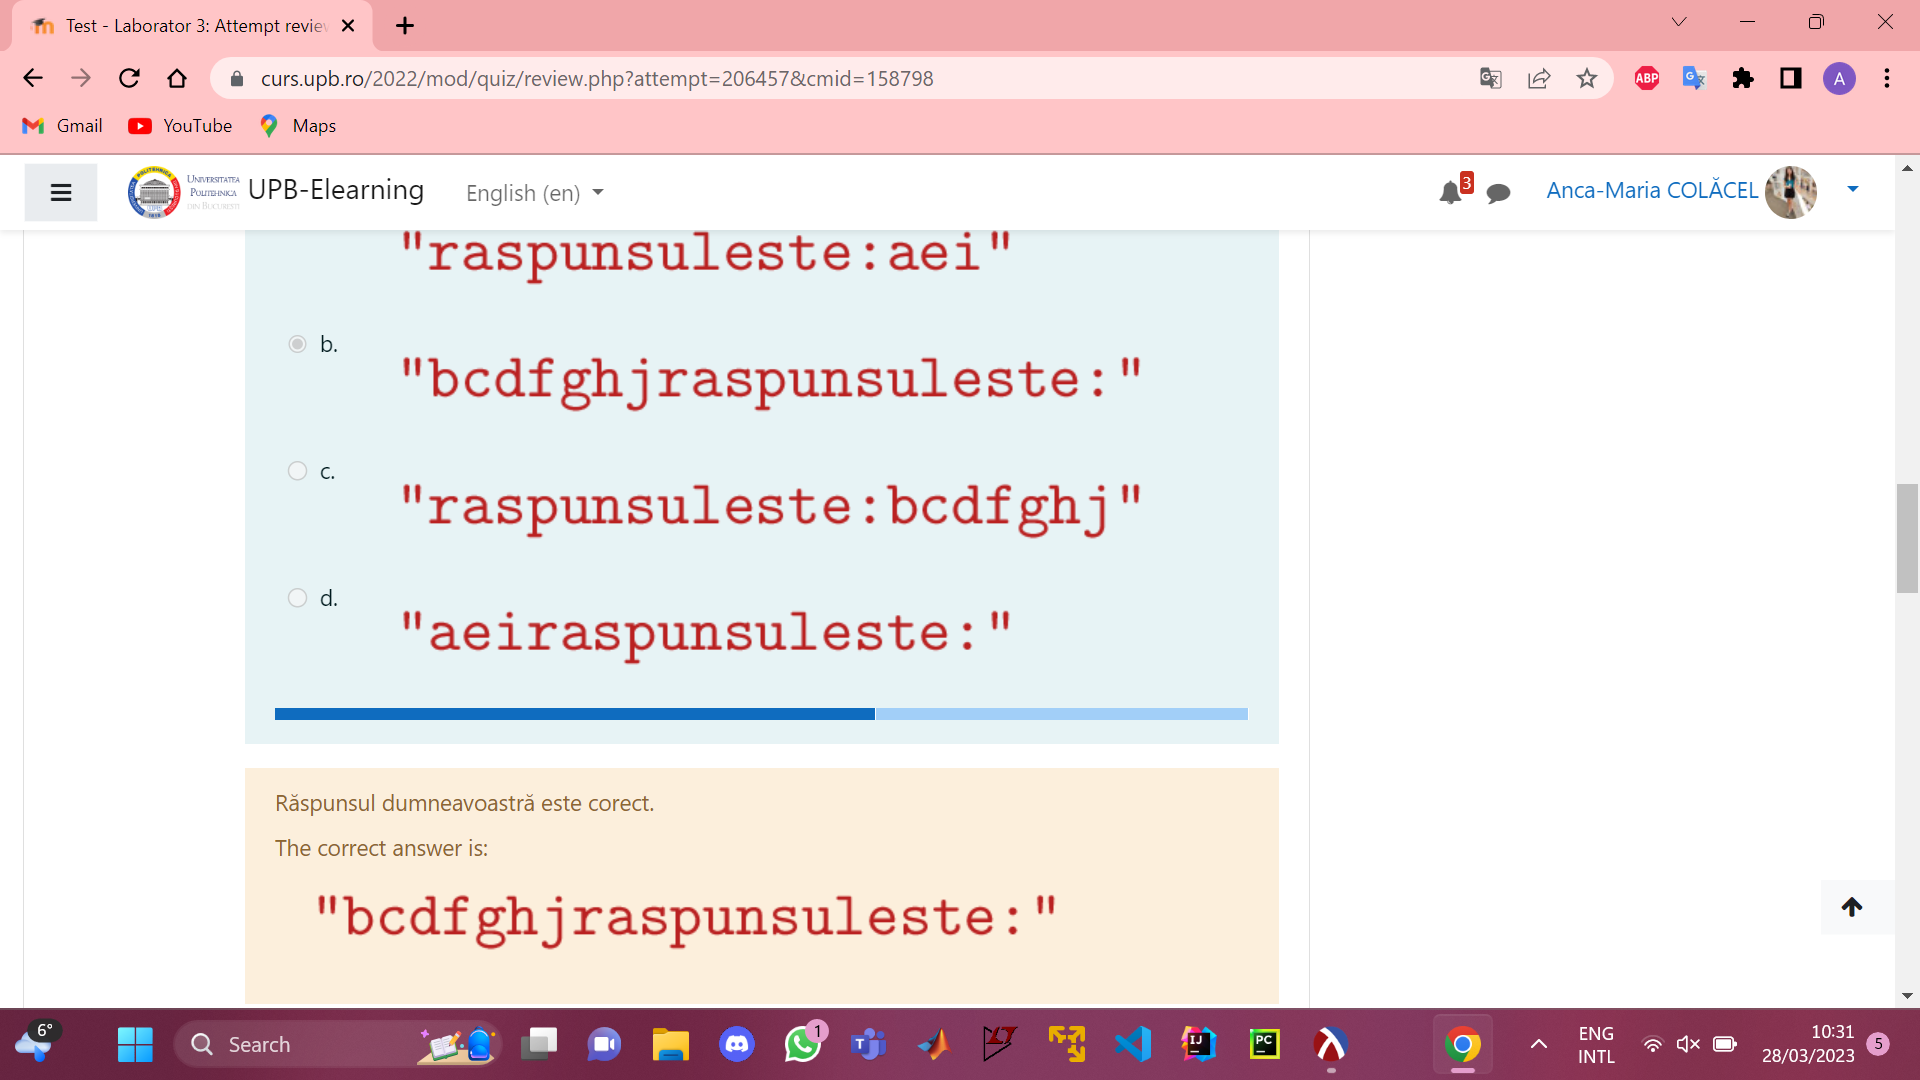 Test - Laborator 3: Attempt revie
curs.upb.ro/2022/mod/quiz/review.php?attempt=206457&cmid=158798
ABP
A
Gmail
YouTube
Maps
UNIVERSITATEA
POLITEHNICA
DIN BUCUREȘTI
UPB-Elearning
English (en)
3
Anca-Maria COLĂCEL
"raspunsuleste:aei"
b.
"bcdfghjraspunsuleste:"
c.
"raspunsuleste:bcdfghj"
d.
"aeiraspunsuleste:"
Răspunsul dumneavoastră este corect.
The correct answer is:
"bcdfghjraspunsuleste:"
6°
Search
1
ENG
INTL
10:31
28/03/2023
5